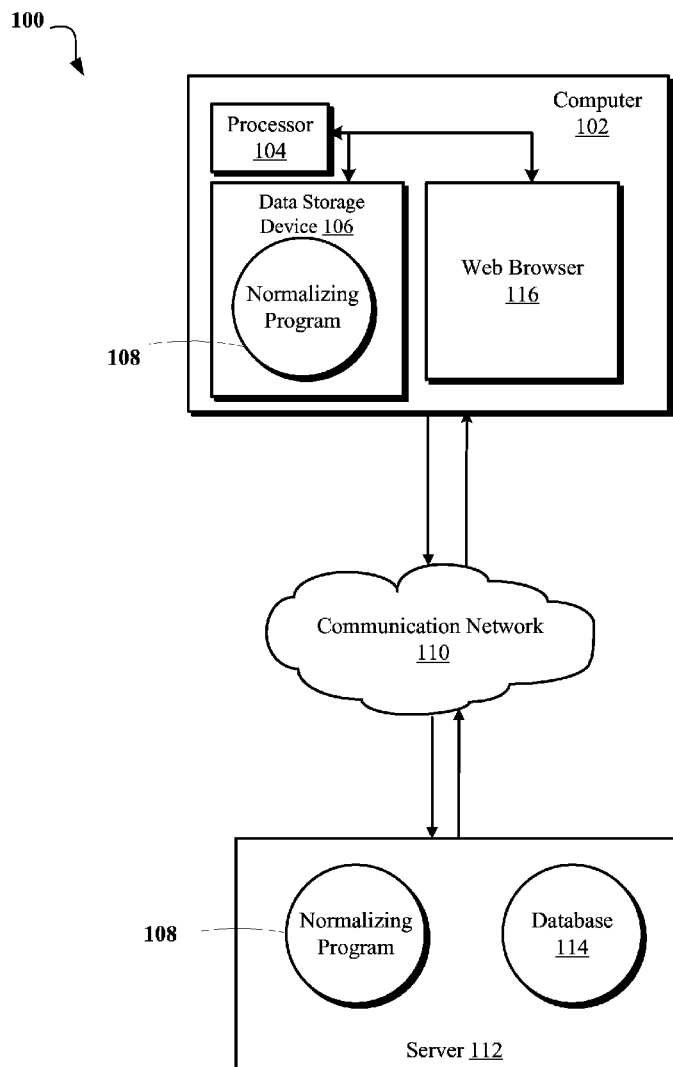 100
Computer
102
Processor
104
Data Storage
Device 106
Normalizing
Program
108
Web Browser
116
Communication Network
110
Normalizing
Program
108
Database
114
Server 112